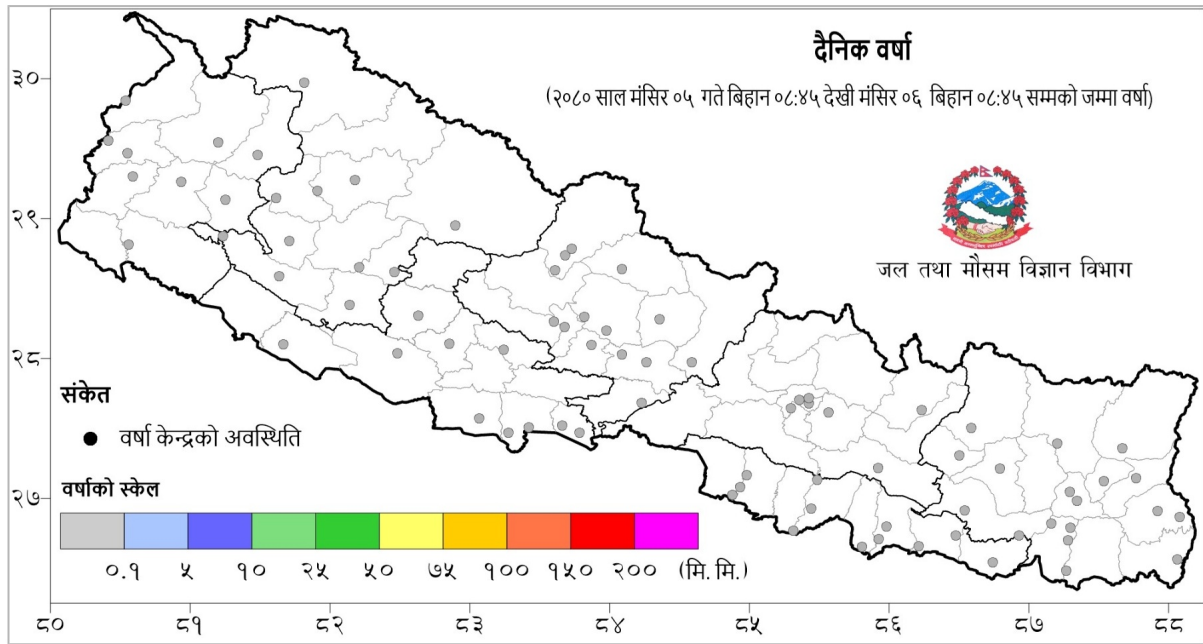 दैनिक वर्षा
(२०८० साल मंसिर ०५ गते बिहान ०८:४५ देखी मंसिर ०६ बिहान ०८:४५ सम्मको जम्मा वर्षा)
जल तथा मौसम विज्ञान विभाग
३०
२९
२८
२७
संकेत
वर्षा केन्द्रको अवस्थिति
वर्षाको स्केल
०.१ ५ १० २५ ५० ७५ १०० १५० २०० (मि. मि.)
८० ८१ ८२ ८३ ८४ ८५ ८६ ८७ ८८